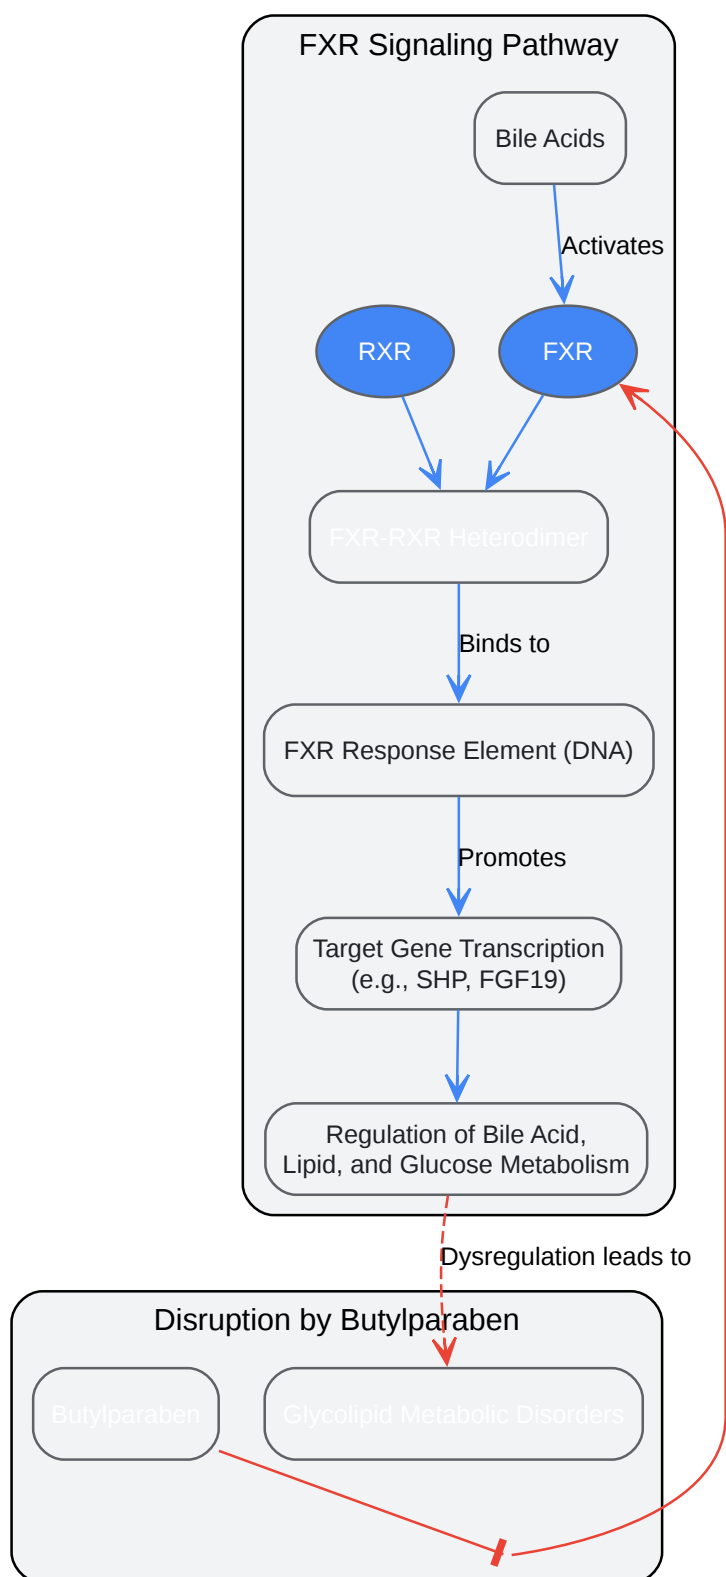 FXR Signaling Pathway
Bile Acids
Activates
RXR
FXR
FXR-RXR Heterodimer
Binds to
FXR Response Element (DNA)
Promotes
Target Gene Transcription
(e.g., SHP, FGF19)
Regulation of Bile Acid,
Lipid, and Glucose Metabolism
Dysregulation leads to
Disruption by Butylparaben
Butylparaben
Glycolipid Metabolic Disorders